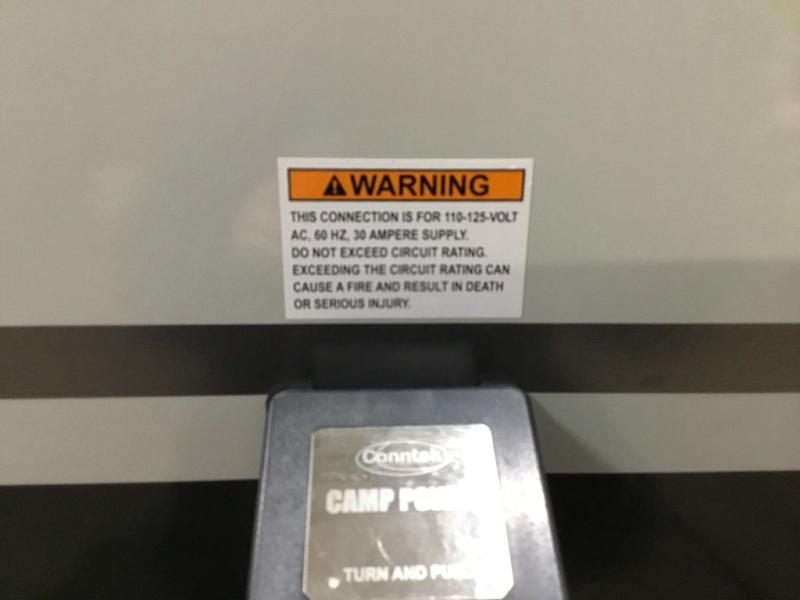 WARNING
THIS CONNECTION IS FOR 110-125-VOLT
AC, 60 HZ, 30 AMPERE SUPPLY.
DO NOT EXCEED CIRCUIT RATING.
EXCEEDING THE CIRCUIT RATING CAN
CAUSE A FIRE AND RESULT IN DEATH
OR SERIOUS INJURY.
Conntek
CAMP
TURN AND